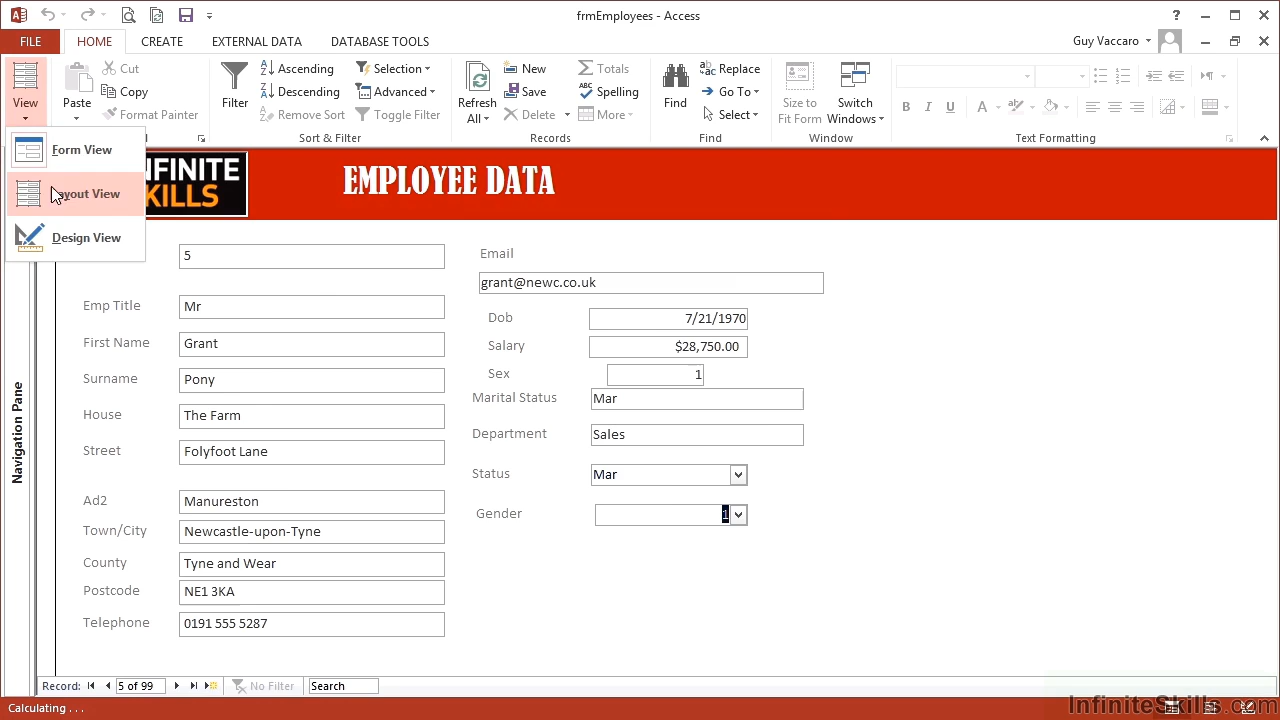 frmEmployees - Access
?
FILE
HOME
CREATE
EXTERNAL DATA
DATABASE TOOLS
Guy Vaccaro
View
Paste
Cut
Copy
Format Painter
Filter
Ascending
Descending
Remove Sort
Selection
Advanced
Sort & Filter
Refresh
All
New
Save
Delete
Totals
Spelling
More
Records
Find
Replace
Go To
Select
Find
Size to
Fit Form
Switch
Windows
Window
B I U
A
Text Formatting
Form View
Layout View
Design View
INFINITE
SKILLS
EMPLOYEE DATA
Navigation Pane
5
Emp Title Mr
First Name Grant
Surname Pony
House The Farm
Street Folyfoot Lane
Ad2 Manureston
Town/City Newcastle-upon-Tyne
County Tyne and Wear
Postcode NE1 3KA
Telephone 0191 555 5287
Email
grant@newc.co.uk
Dob 7/21/1970
Salary $28,750.00
Sex 1
Marital Status Mar
Department Sales
Status Mar
Gender 1
Record: 5 of 99 No Filter Search
Calculating . . .
InfiniteSkills.com